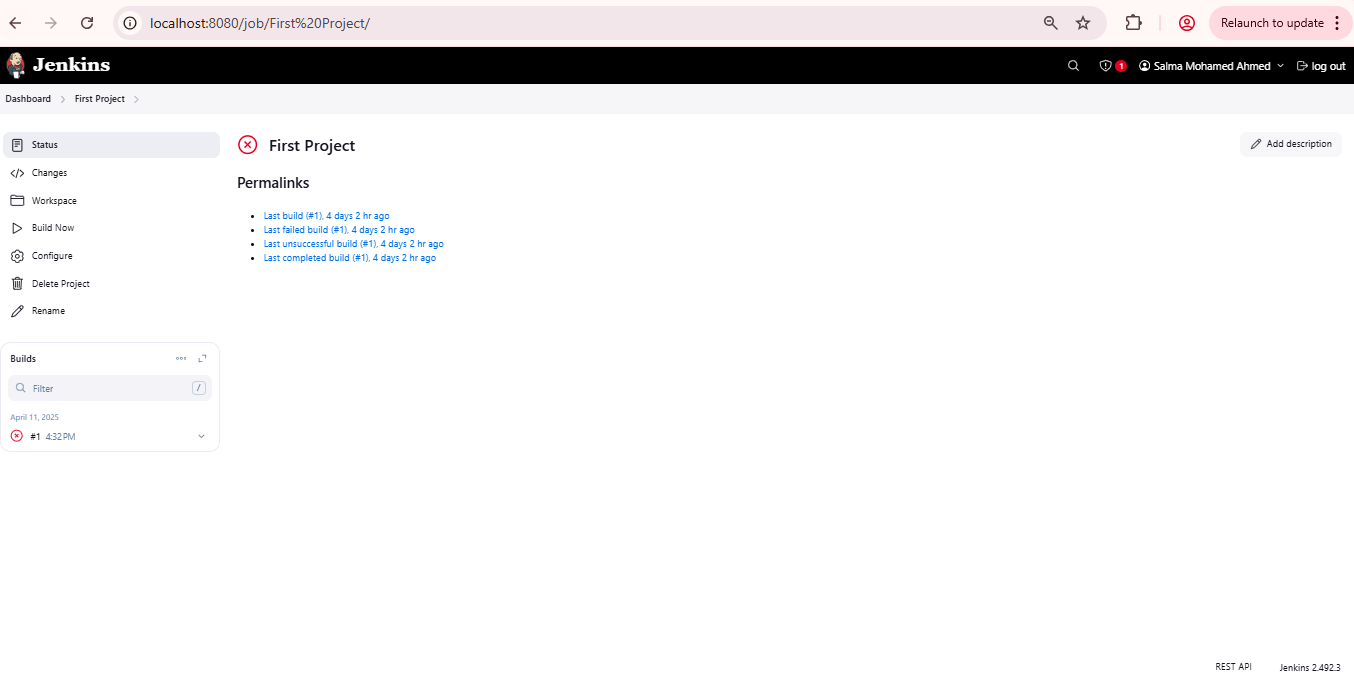 localhost:8080/job/First%20Project/
Relaunch to update
Jenkins
1
Salma Mohamed Ahmed
log out
Dashboard
First Project
Status
Changes
Workspace
Build Now
Configure
Delete Project
Rename
Builds
Filter
/
April 11, 2025
#1 4:32PM
First Project
Add description
Permalinks
Last build (#1), 4 days 2 hr ago
Last failed build (#1), 4 days 2 hr ago
Last unsuccessful build (#1), 4 days 2 hr ago
Last completed build (#1), 4 days 2 hr ago
REST API
Jenkins 2.492.3